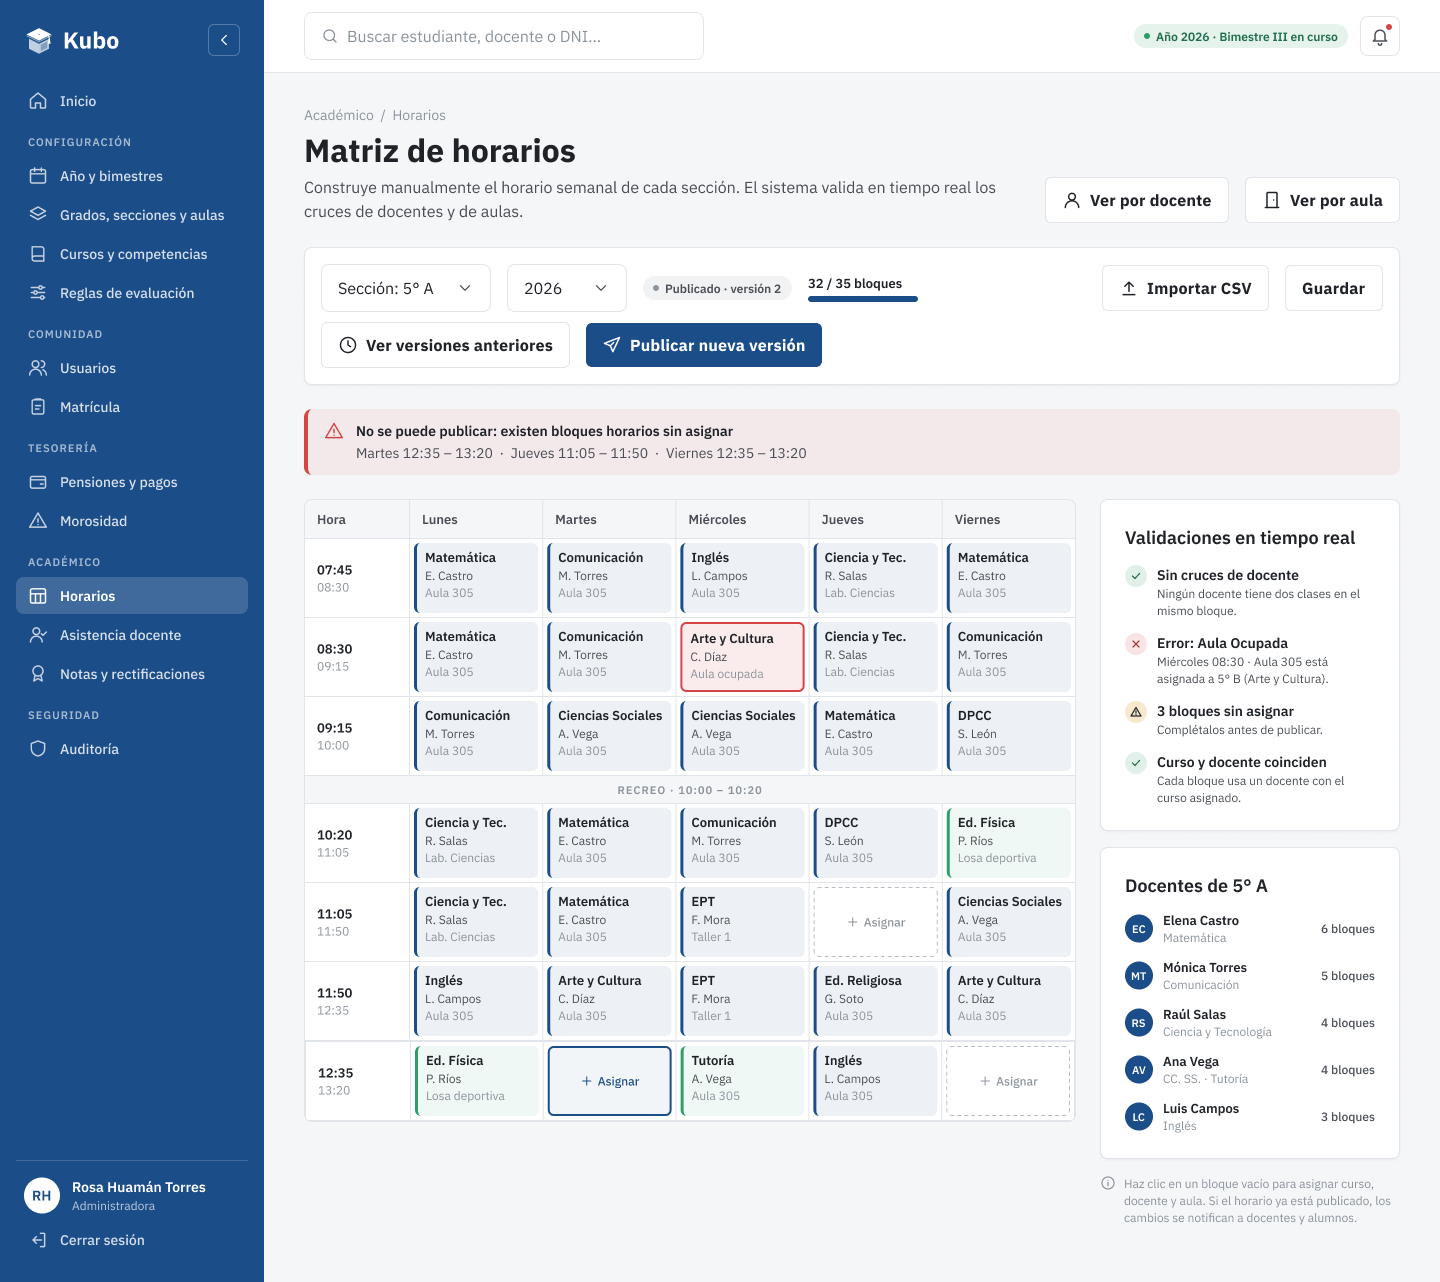 Kubo
Inicio
CONFIGURACIÓN
Año y bimestres
Grados, secciones y aulas
Cursos y competencias
Reglas de evaluación
COMUNIDAD
Usuarios
Matrícula
TESORERÍA
Pensiones y pagos
Morosidad
ACADÉMICO
Horarios
Asistencia docente
Notas y rectificaciones
SEGURIDAD
Auditoría
RH
Rosa Huamán Torres
Administradora
Cerrar sesión
Buscar estudiante, docente o DNI...
Año 2026 · Bimestre III en curso
Académico / Horarios
Matriz de horarios
Construye manualmente el horario semanal de cada sección. El sistema valida en tiempo real los
cruces de docentes y de aulas.
Ver por docente
Ver por aula
Sección: 5° A
2026
Publicado · versión 2
32 / 35 bloques
Importar CSV
Guardar
Ver versiones anteriores
Publicar nueva versión
No se puede publicar: existen bloques horarios sin asignar
Martes 12:35 – 13:20 · Jueves 11:05 – 11:50 · Viernes 12:35 – 13:20
Hora Lunes Martes Miércoles Jueves Viernes
07:45
08:30
Matemática
E. Castro
Aula 305
Comunicación
M. Torres
Aula 305
Inglés
L. Campos
Aula 305
Ciencia y Tec.
R. Salas
Lab. Ciencias
Matemática
E. Castro
Aula 305
08:30
09:15
Matemática
E. Castro
Aula 305
Comunicación
M. Torres
Aula 305
Arte y Cultura
C. Díaz
Aula ocupada
Ciencia y Tec.
R. Salas
Lab. Ciencias
Comunicación
M. Torres
Aula 305
09:15
10:00
Comunicación
M. Torres
Aula 305
Ciencias Sociales
A. Vega
Aula 305
Ciencias Sociales
A. Vega
Aula 305
Matemática
E. Castro
Aula 305
DPCC
S. León
Aula 305
RECREO · 10:00 – 10:20
10:20
11:05
Ciencia y Tec.
R. Salas
Lab. Ciencias
Matemática
E. Castro
Aula 305
Comunicación
M. Torres
Aula 305
DPCC
S. León
Aula 305
Ed. Física
P. Ríos
Losa deportiva
11:05
11:50
Ciencia y Tec.
R. Salas
Lab. Ciencias
Matemática
E. Castro
Aula 305
EPT
F. Mora
Taller 1
+ Asignar
Ciencias Sociales
A. Vega
Aula 305
11:50
12:35
Inglés
L. Campos
Aula 305
Arte y Cultura
C. Díaz
Aula 305
EPT
F. Mora
Taller 1
Ed. Religiosa
G. Soto
Aula 305
Arte y Cultura
C. Díaz
Aula 305
12:35
13:20
Ed. Física
P. Ríos
Losa deportiva
+ Asignar
Tutoría
A. Vega
Aula 305
Inglés
L. Campos
Aula 305
+ Asignar
Validaciones en tiempo real
Sin cruces de docente
Ningún docente tiene dos clases en el
mismo bloque.
Error: Aula Ocupada
Miércoles 08:30 · Aula 305 está
asignada a 5° B (Arte y Cultura).
3 bloques sin asignar
Complétalos antes de publicar.
Curso y docente coinciden
Cada bloque usa un docente con el
curso asignado.
Docentes de 5° A
EC
Elena Castro
Matemática
6 bloques
MT
Mónica Torres
Comunicación
5 bloques
RS
Raúl Salas
Ciencia y Tecnología
4 bloques
AV
Ana Vega
CC. SS. · Tutoría
4 bloques
LC
Luis Campos
Inglés
3 bloques
Haz clic en un bloque vacío para asignar curso,
docente y aula. Si el horario ya está publicado, los
cambios se notifican a docentes y alumnos.